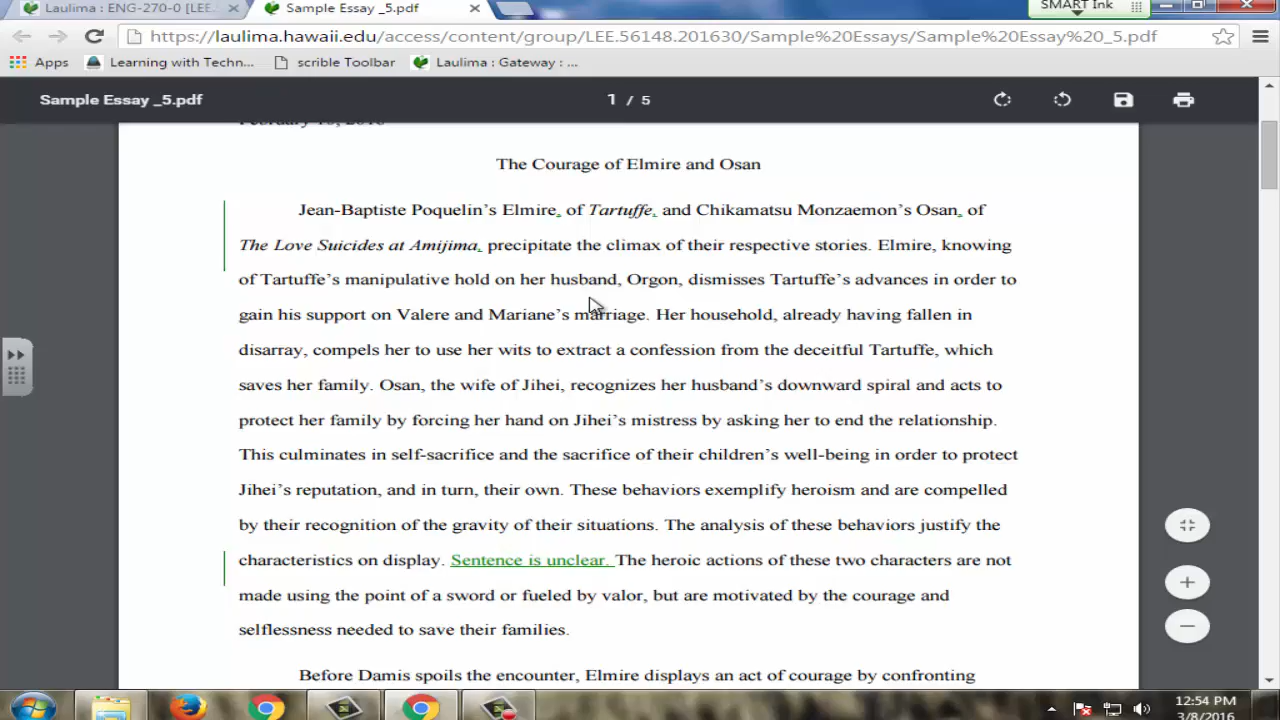 Laulima : ENG-270-0 [LEE.
Sample Essay _5.pdf
SMART Ink
https://laulima.hawaii.edu/access/content/group/LEE.56148.201630/Sample%20Essays/Sample%20Essay%20_5.pdf
Apps
Learning with Techn...
scrible Toolbar
Laulima : Gateway : ...
Sample Essay _5.pdf
1 / 5
The Courage of Elmire and Osan
Jean-Baptiste Poquelin’s Elmire, of Tartuffe, and Chikamatsu Monzaemon’s Osan, of
The Love Suicides at Amijima, precipitate the climax of their respective stories. Elmire, knowing
of Tartuffe’s manipulative hold on her husband, Orgon, dismisses Tartuffe’s advances in order to
gain his support on Valere and Mariane’s marriage. Her household, already having fallen in
disarray, compels her to use her wits to extract a confession from the deceitful Tartuffe, which
saves her family. Osan, the wife of Jihei, recognizes her husband’s downward spiral and acts to
protect her family by forcing her hand on Jihei’s mistress by asking her to end the relationship.
This culminates in self-sacrifice and the sacrifice of their children’s well-being in order to protect
Jihei’s reputation, and in turn, their own. These behaviors exemplify heroism and are compelled
by their recognition of the gravity of their situations. The analysis of these behaviors justify the
characteristics on display. Sentence is unclear. The heroic actions of these two characters are not
made using the point of a sword or fueled by valor, but are motivated by the courage and
selflessness needed to save their families.
Before Damis spoils the encounter, Elmire displays an act of courage by confronting
12:54 PM
3/8/2016